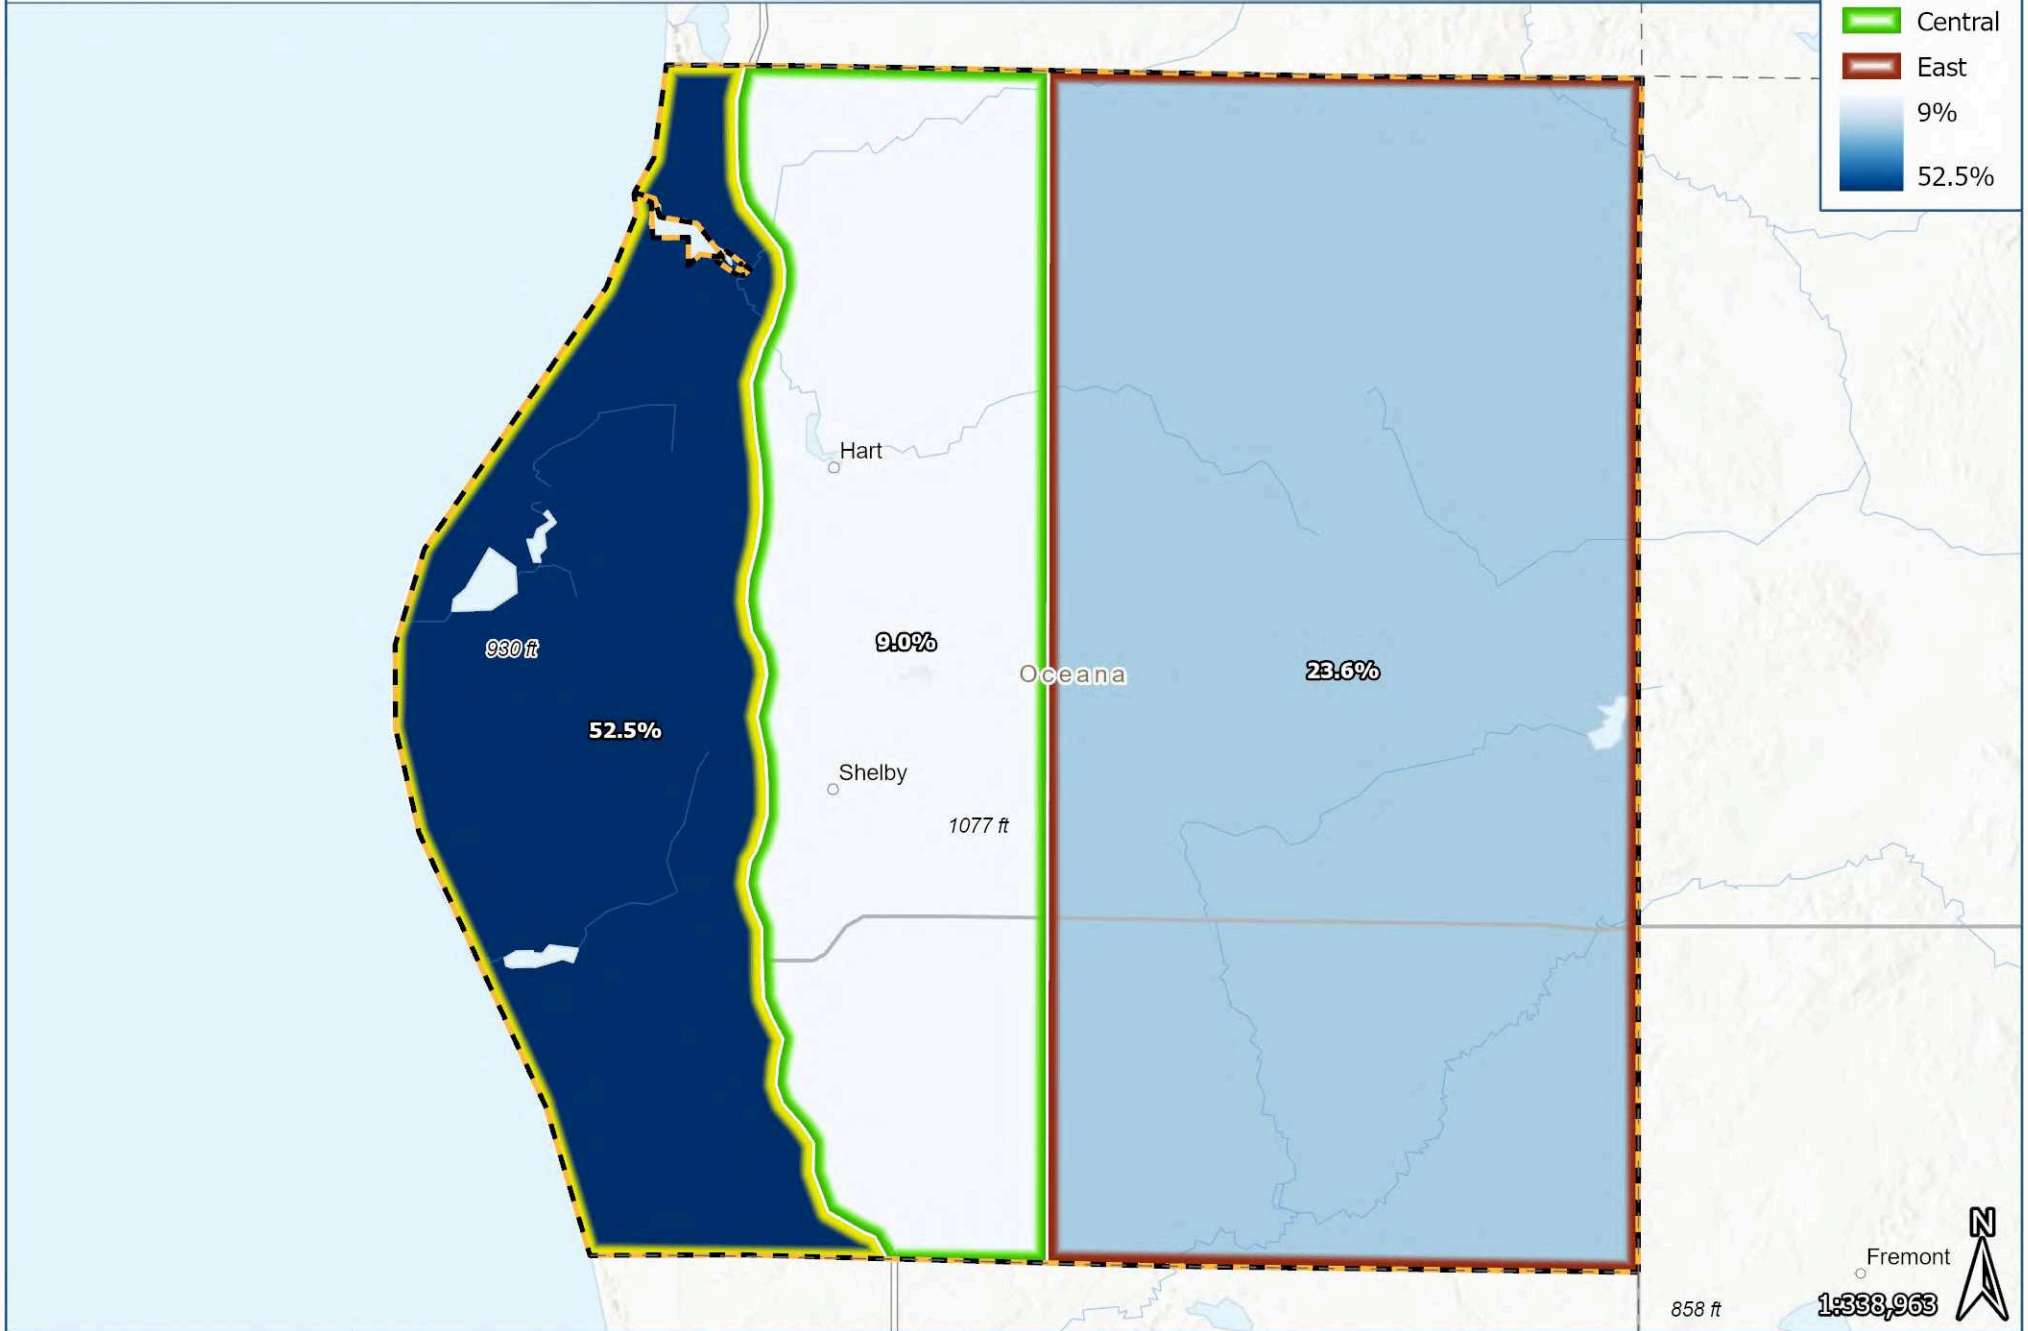 Central
East
9%
52.5%
Hart
9.0%
930 ft
Oceana
23.6%
52.5%
Shelby
1077 ft
N
Fremont
1:338,963
858 ft